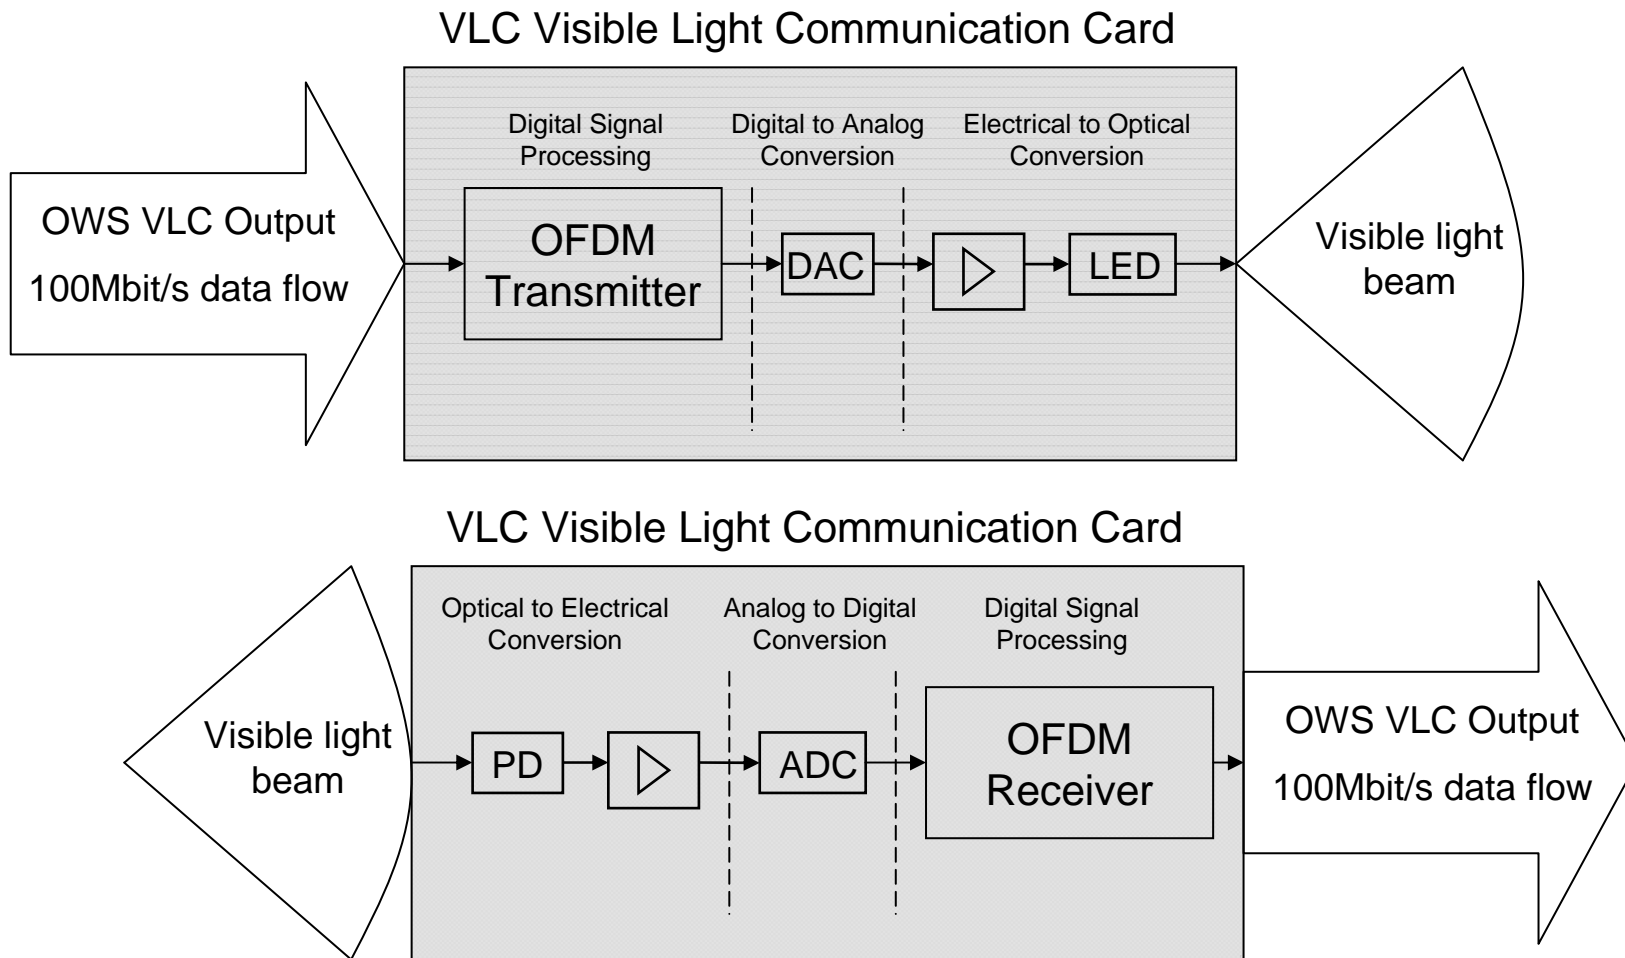 VLC Visible Light Communication Card
Digital Signal
Processing
Digital to Analog
Conversion
Electrical to Optical
Conversion
OWS VLC Output
100Mbit/s data flow
OFDM
Transmitter
DAC
LED
Visible light
beam
VLC Visible Light Communication Card
Optical to Electrical
Conversion
Analog to Digital
Conversion
Digital Signal
Processing
Visible light
beam
PD
ADC
OFDM
Receiver
OWS VLC Output
100Mbit/s data flow